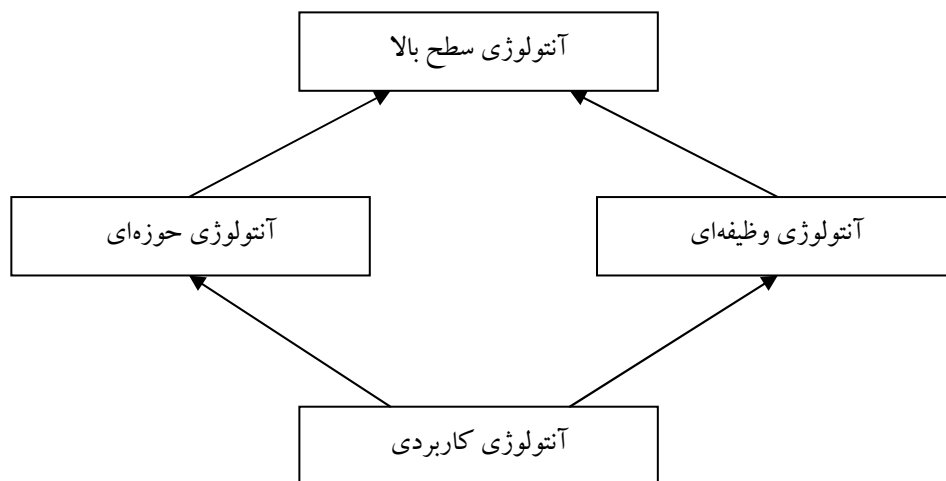 آنتولوژی سطح بالا
آنتولوژی وظیفه‌ای
آنتولوژی حوزه‌ای
آنتولوژی کاربردی